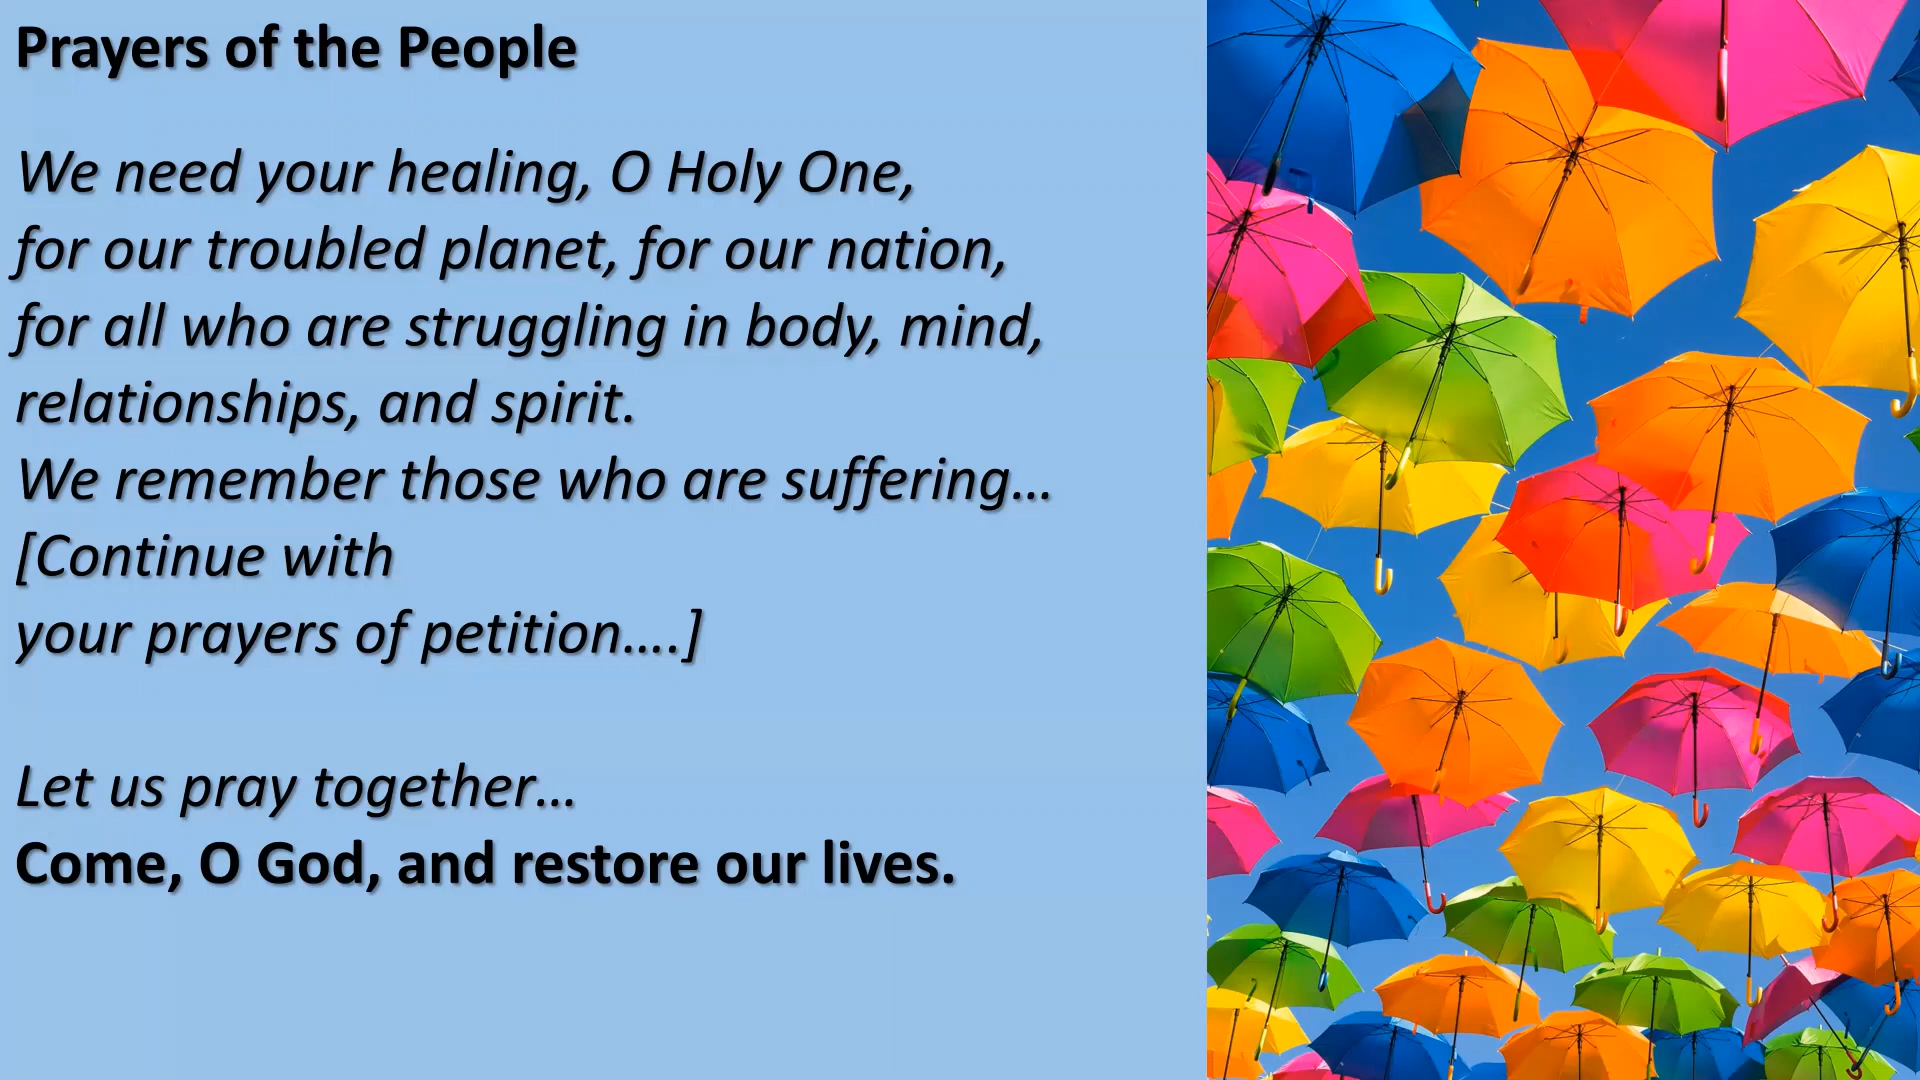 Prayers of the People
We need your healing, O Holy One,
for our troubled planet, for our nation,
for all who are struggling in body, mind,
relationships, and spirit.
We remember those who are suffering…
[Continue with
your prayers of petition….]
Let us pray together…
Come, O God, and restore our lives.